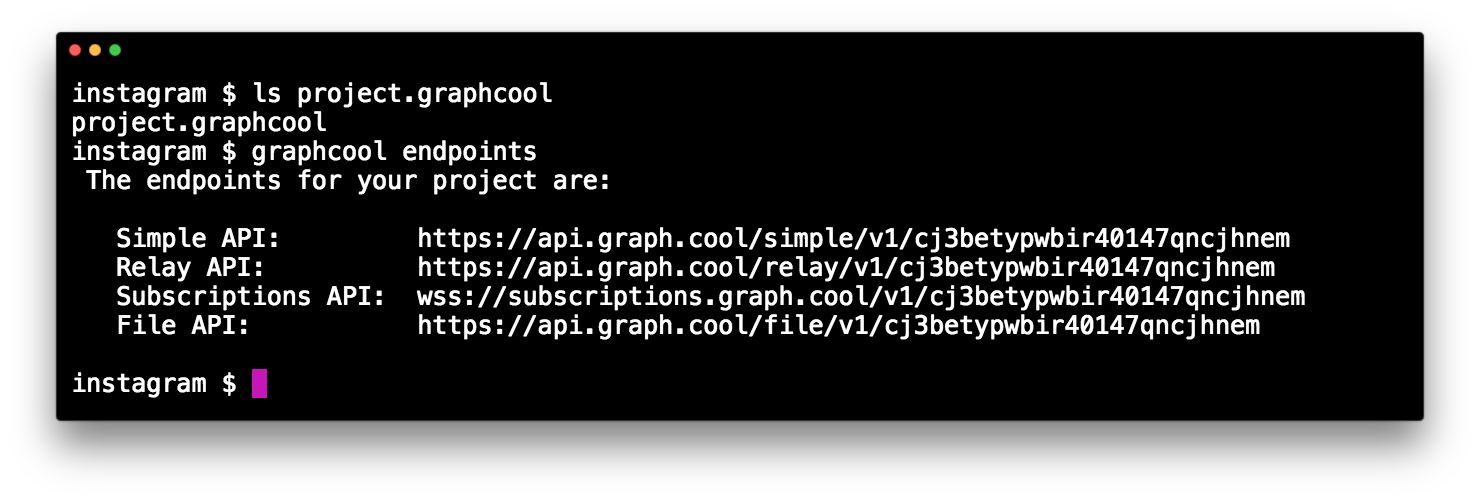 instagram $ ls project.graphcool
project.graphcool
instagram $ graphcool endpoints
The endpoints for your project are:
Simple API: https://api.graph.cool/simple/v1/cj3betypwbir40147qncjhnem
Relay API: https://api.graph.cool/relay/v1/cj3betypwbir40147qncjhnem
Subscriptions API: wss://subscriptions.graph.cool/v1/cj3betypwbir40147qncjhnem
File API: https://api.graph.cool/file/v1/cj3betypwbir40147qncjhnem
instagram $